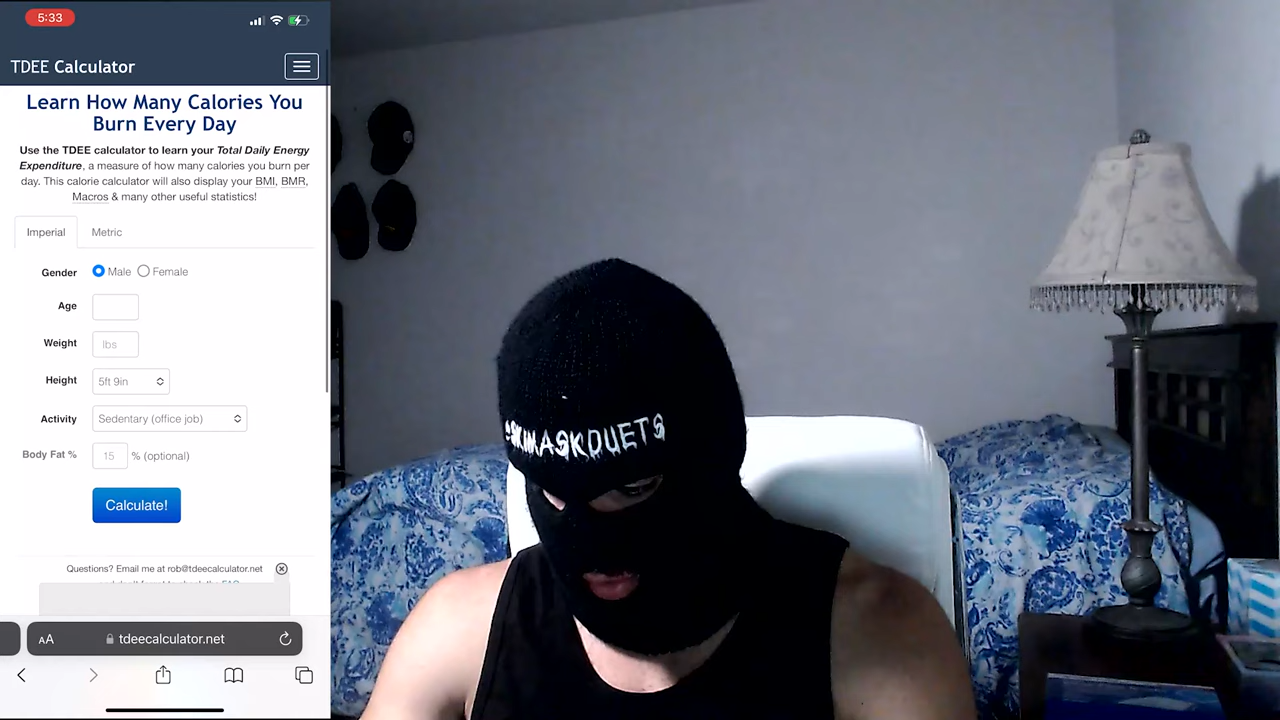 5:33
TDEE Calculator
Learn How Many Calories You
Burn Every Day
Use the TDEE calculator to learn your Total Daily Energy
Expenditure, a measure of how many calories you burn per
day. This calorie calculator will also display your BMI, BMR,
Macros & many other useful statistics!
Imperial Metric
Gender Male Female
Age
Weight lbs
Height 5ft 9in
Activity Sedentary (office job)
Body Fat % 15 % (optional)
Calculate!
Questions? Email me at rob@tdeecalculator.net
AA tdeecalculator.net
SKIMASKDUETS